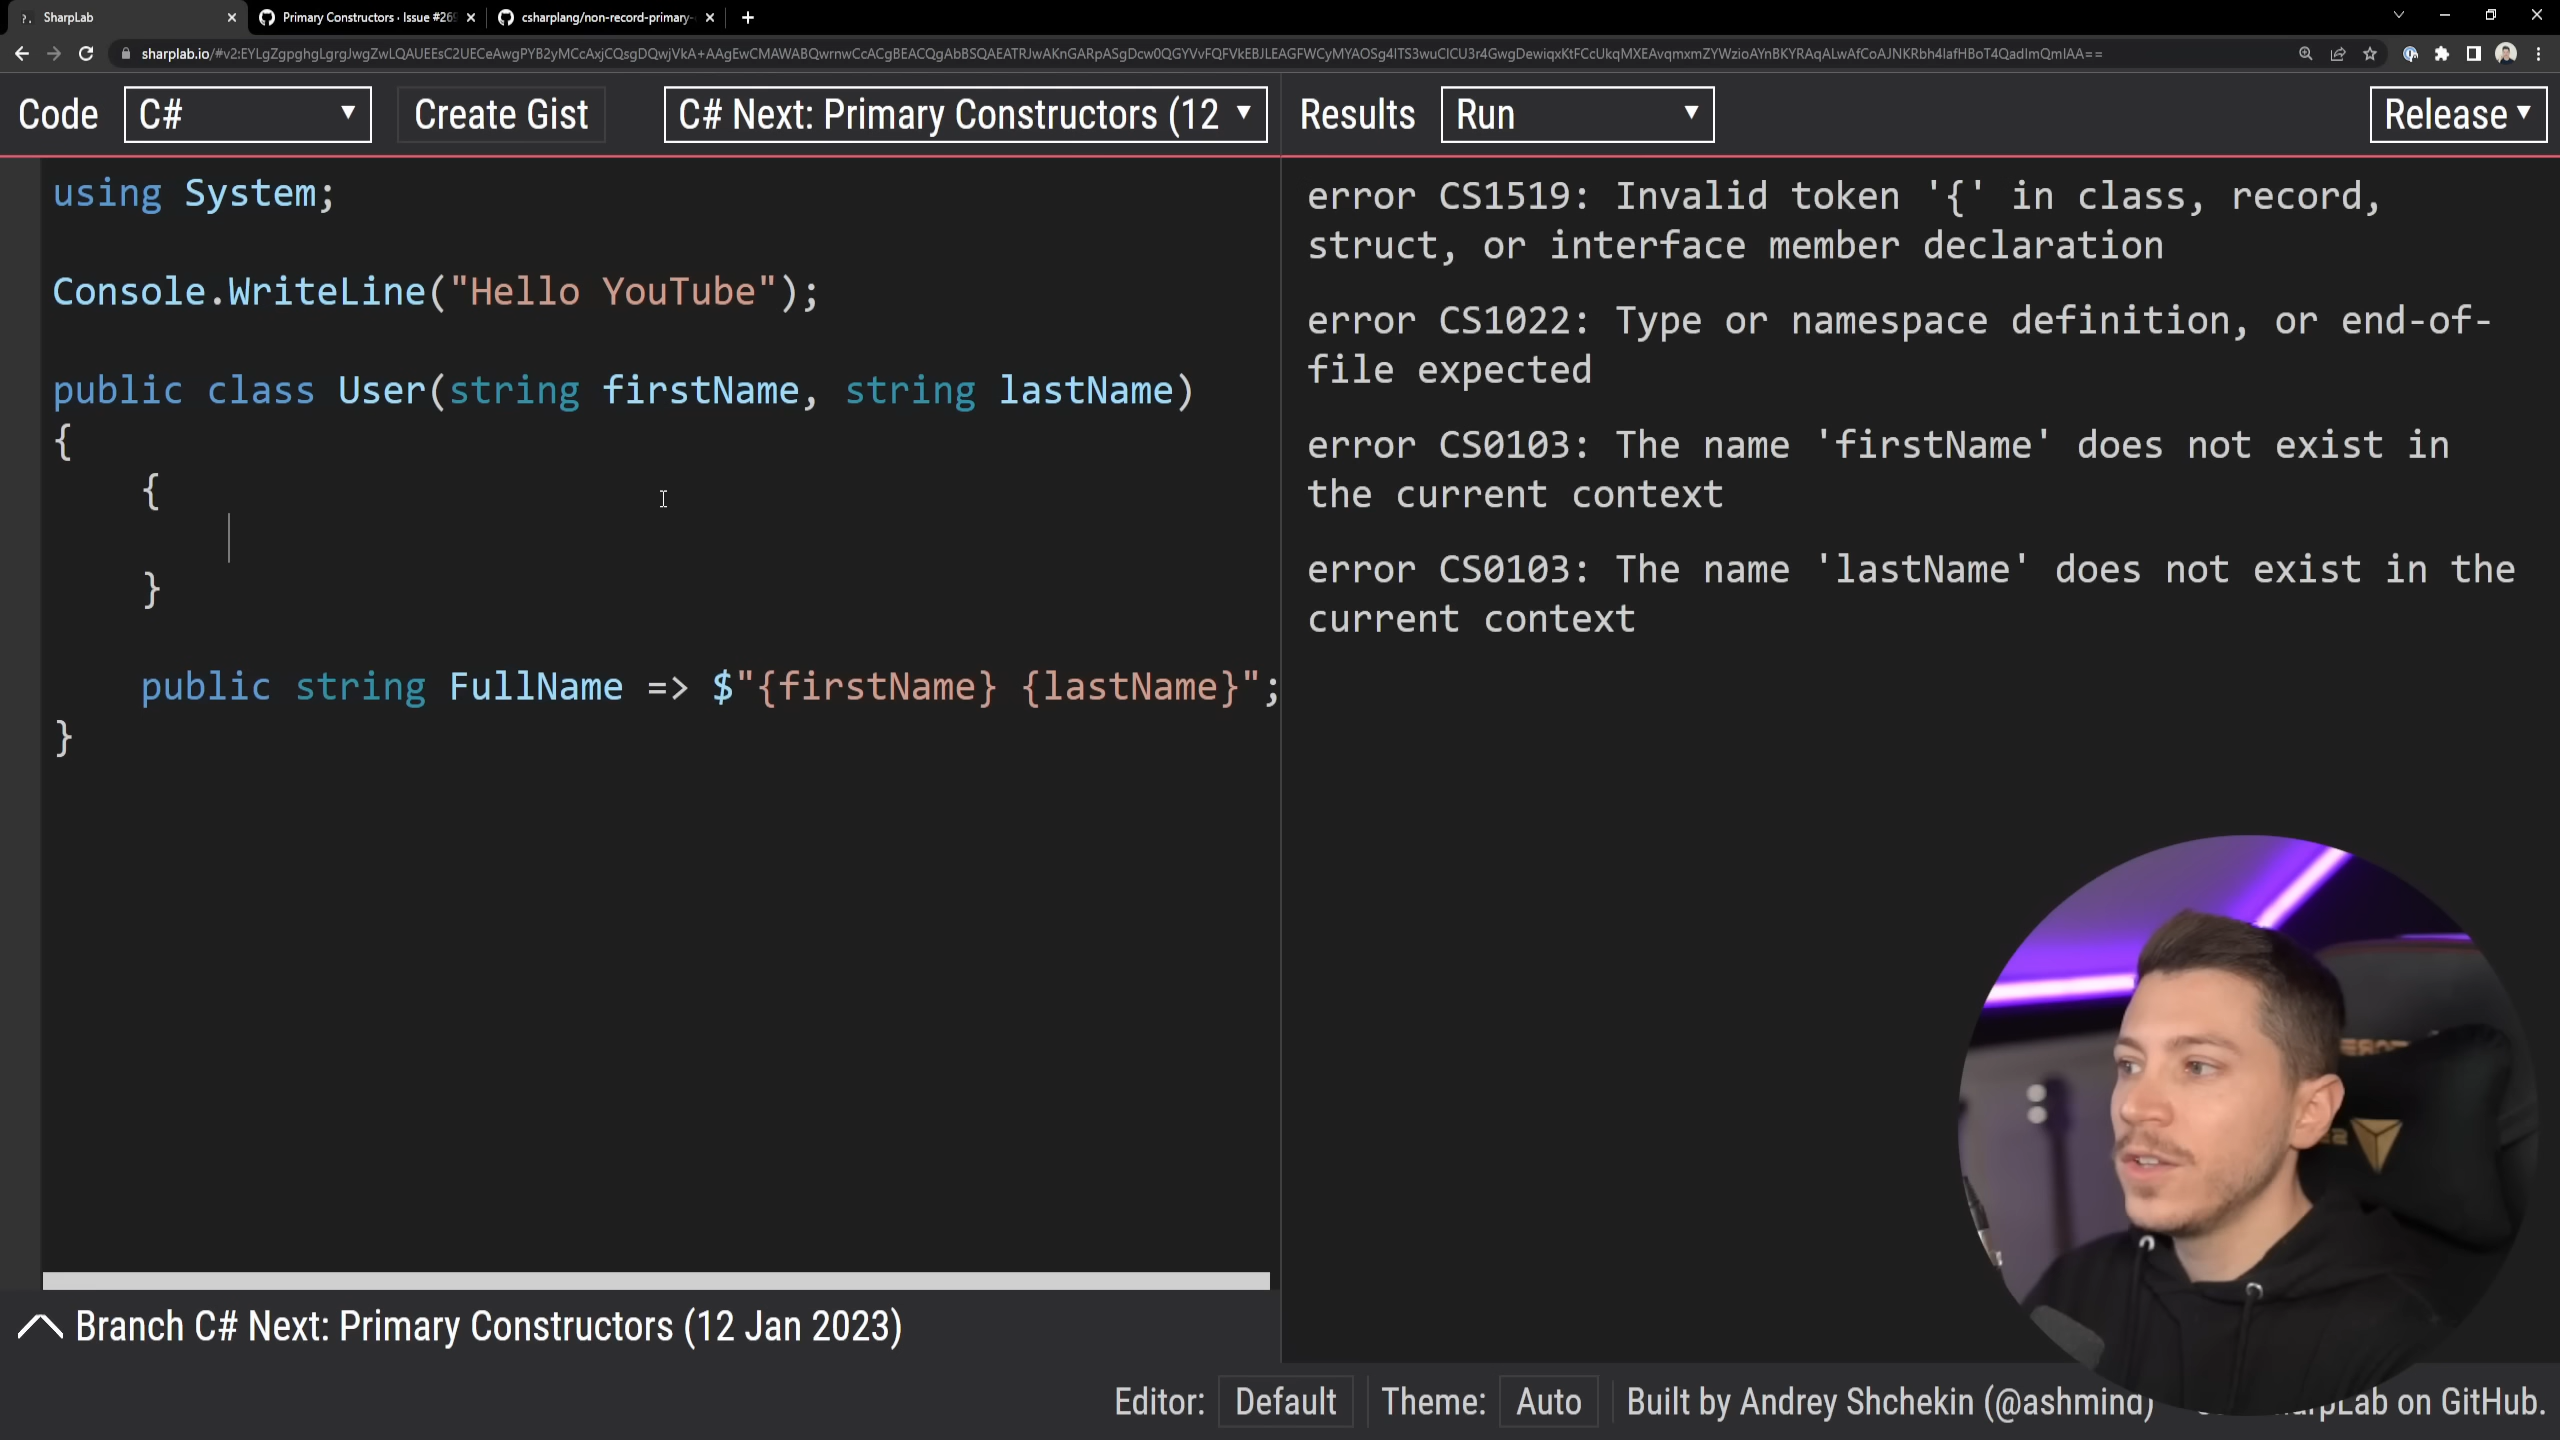 SharpLab
Primary Constructors · Issue #269
csharplang/non-record-primary-
Code
C#
Create Gist
C# Next: Primary Constructors (12
Results
Run
Release
using System;
Console.WriteLine("Hello YouTube");
public class User(string firstName, string lastName)
{
{
}
public string FullName => $"{firstName} {lastName}";
}
error CS1519: Invalid token '{' in class, record,
struct, or interface member declaration
error CS1022: Type or namespace definition, or end-of-
file expected
error CS0103: The name 'firstName' does not exist in
the current context
error CS0103: The name 'lastName' does not exist in the
current context
Branch C# Next: Primary Constructors (12 Jan 2023)
Editor: Default Theme: Auto Built by Andrey Shchekin (@ashmind) SharpLab on GitHub.